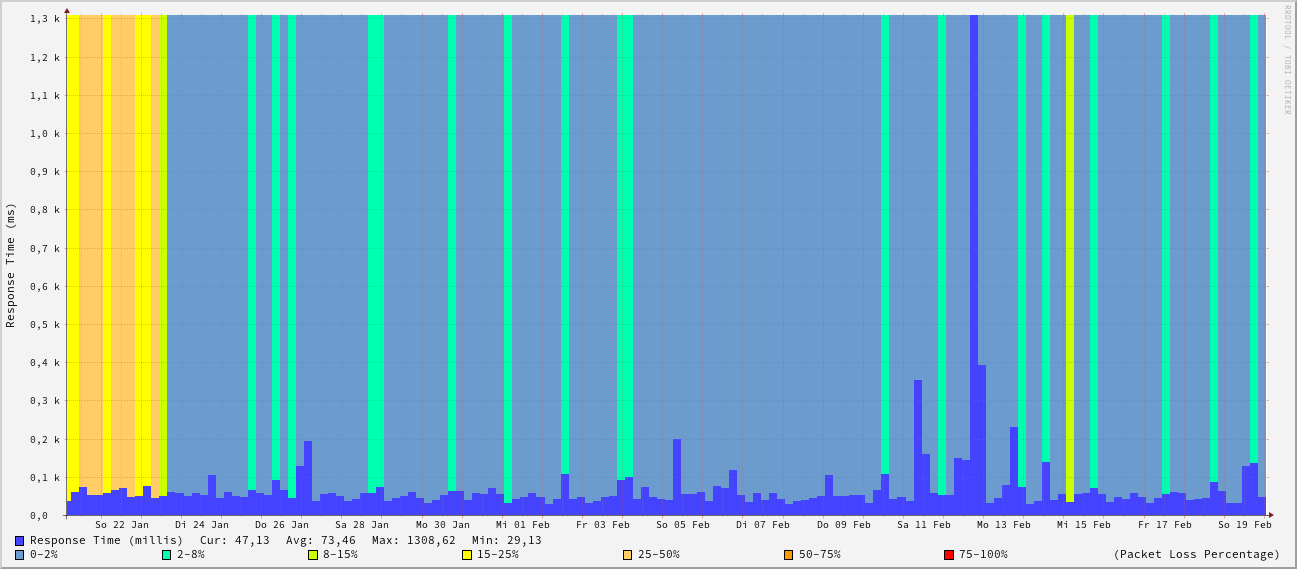 RRDTOOL / TOBI OETIKER
Response Time (ms)
1,3 k
1,2 k
1,1 k
1,0 k
0,9 k
0,8 k
0,7 k
0,6 k
0,5 k
0,4 k
0,3 k
0,2 k
0,1 k
0,0
So 22 Jan Di 24 Jan Do 26 Jan Sa 28 Jan Mo 30 Jan Mi 01 Feb Fr 03 Feb So 05 Feb Di 07 Feb Do 09 Feb Sa 11 Feb Mo 13 Feb Mi 15 Feb Fr 17 Feb So 19 Feb
Response Time (millis) Cur: 47,13 Avg: 73,46 Max: 1308,62 Min: 29,13
0-2% 2-8% 8-15% 15-25% 25-50% 50-75% 75-100% (Packet Loss Percentage)